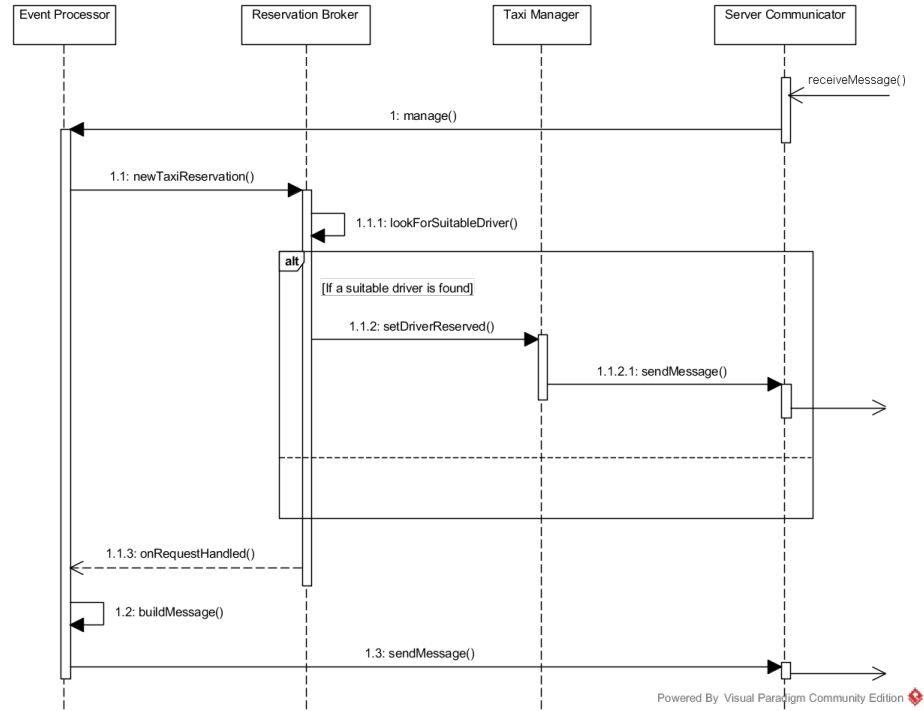 Event Processor
Reservation Broker
Taxi Manager
Server Communicator
receiveMessage()
1: manage()
1.1: newTaxiReservation()
1.1.1: lookForSuitableDriver()
alt
[If a suitable driver is found]
1.1.2: setDriverReserved()
1.1.2.1: sendMessage()
1.1.3: onRequestHandled()
1.2: buildMessage()
1.3: sendMessage()
Powered By Visual Paradigm Community Edition